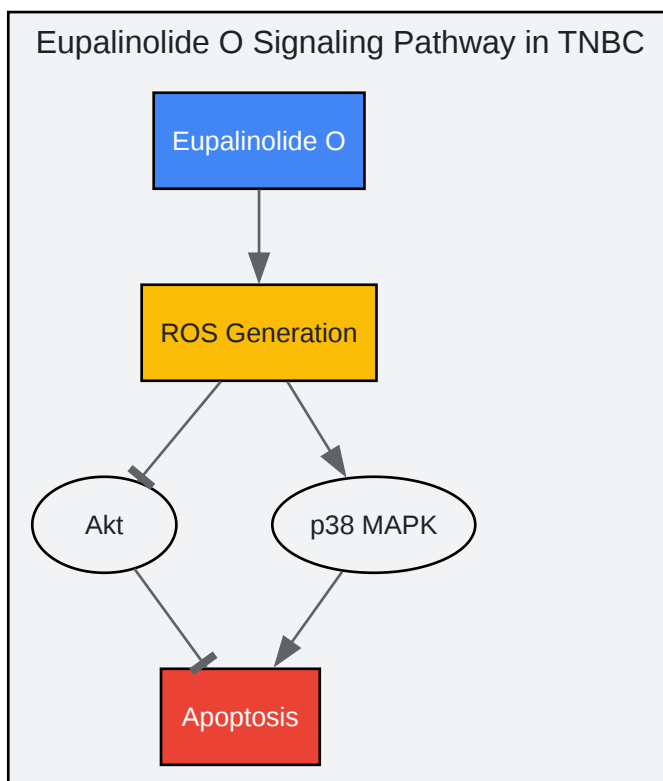 Eupalinolide O Signaling Pathway in TNBC
Eupalinolide O
ROS Generation
Akt
p38 MAPK
Apoptosis